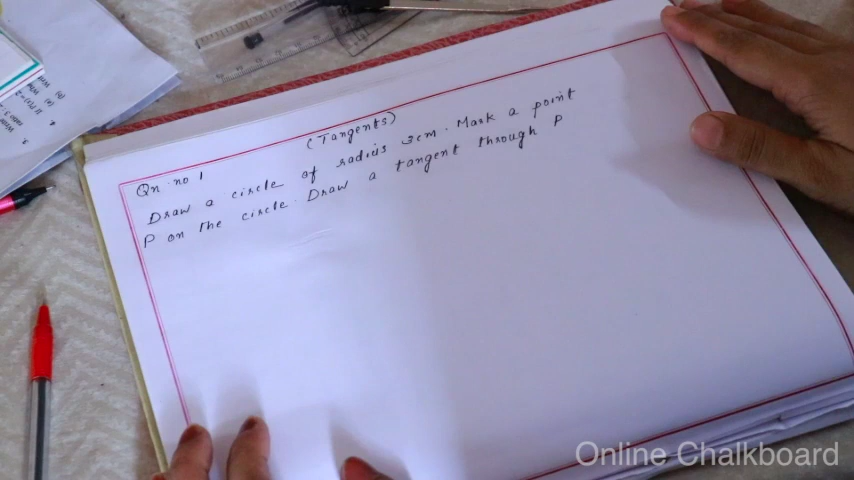 (Tangents)
Qn. no 1
Draw a circle of radius 3cm. Mark a point
P on the circle. Draw a tangent through P
Online Chalkboard